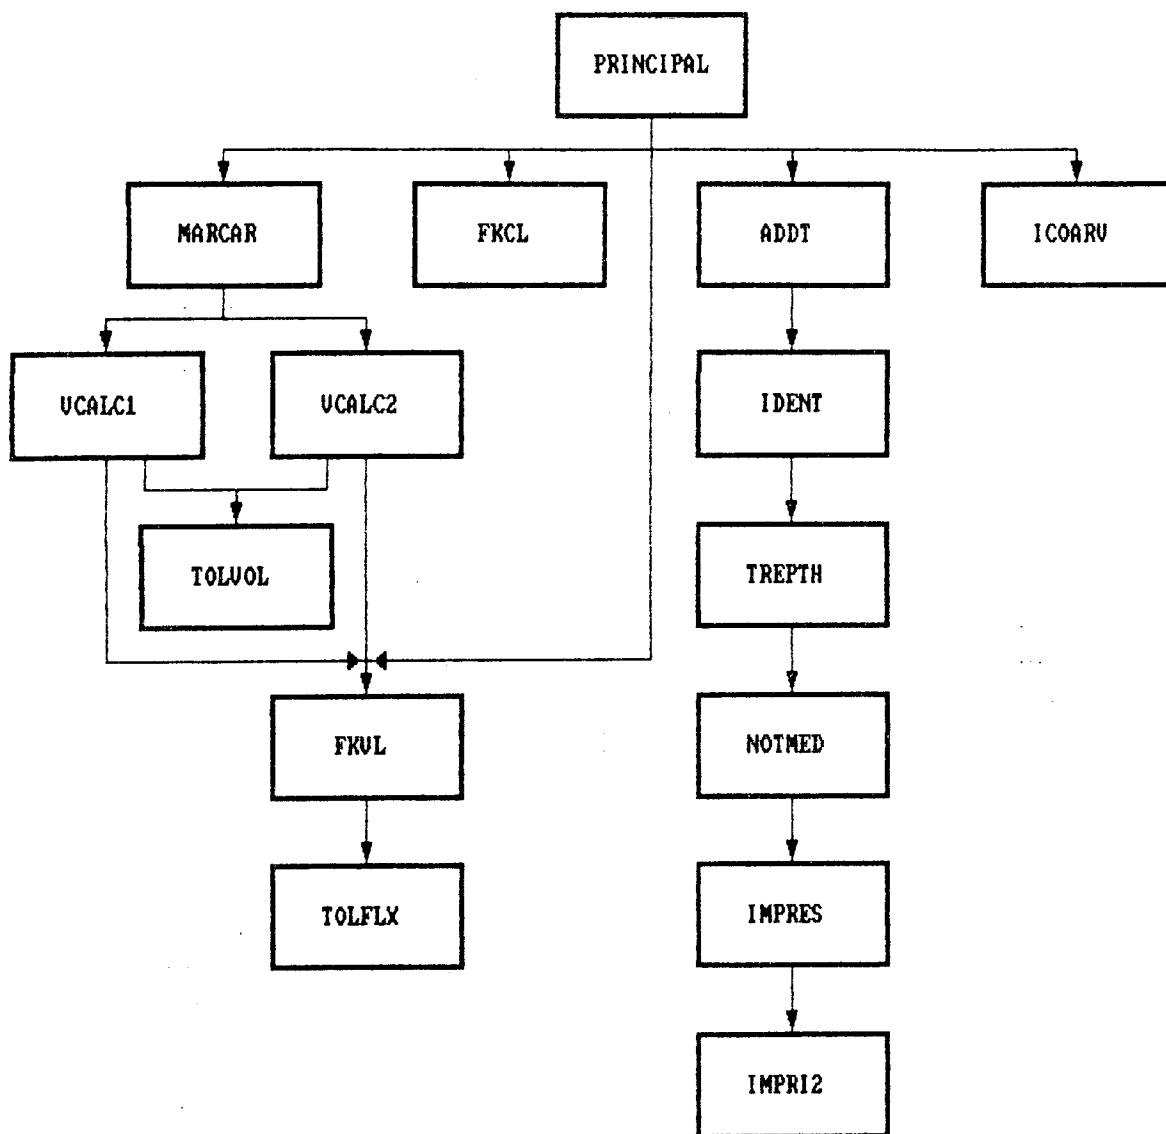 PRINCIPAL
MARCAR
FKCL
ADDT
ICOARV
VCALC1
VCALC2
IDENT
TOLVOL
TREPTH
FKVL
NOTMED
TOLFLX
IMPRES
IMPRI2